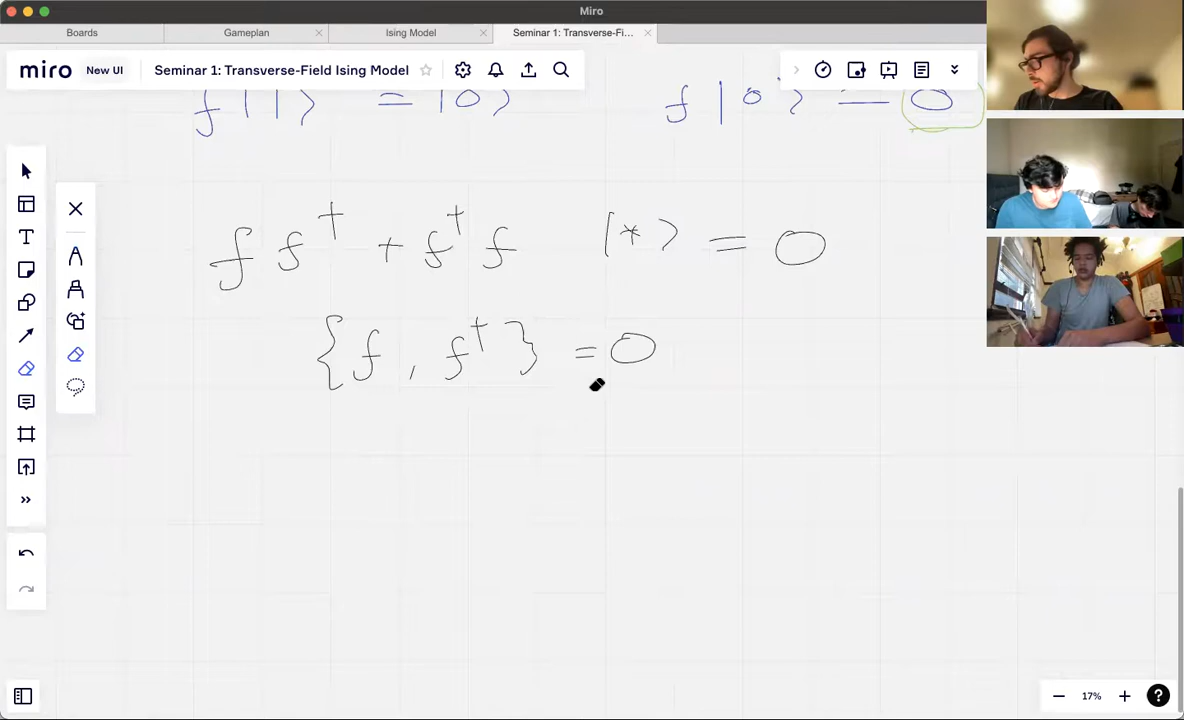 Miro
Boards
Gameplan
Ising Model
Seminar 1: Transverse-Fi...
miro
New UI
Seminar 1: Transverse-Field Ising Model
f |1⟩ = |0⟩
f |0⟩ = 0
f f† + f† f |*⟩ = 0
{f, f†} = 0
17%